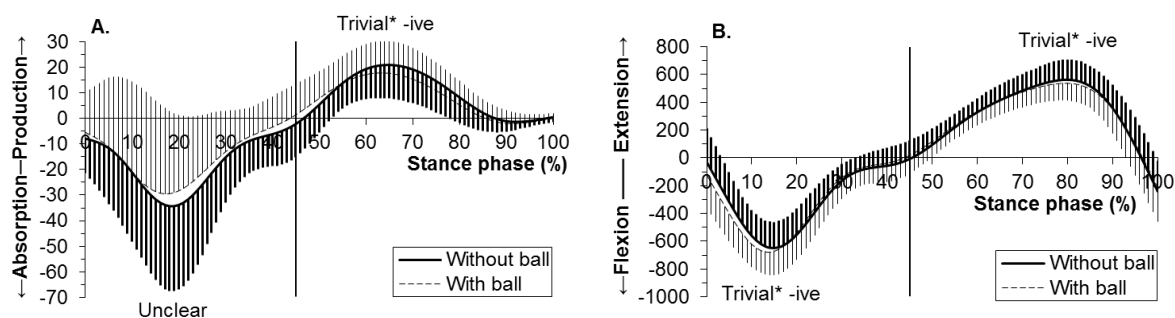 A.
Trivial* -ive
30
20
10
0
-10
-20
-30
-40
-50
-60
-70
←Absorption–Production→
0 10 20 30 40 50 60 70 80 90 100
Stance phase (%)
Without ball
With ball
Unclear
B.
Trivial* -ive
800
600
400
200
0
-200
-400
-600
-800
-1000
←Flexion —— Extension→
0 10 20 30 40 50 60 70 80 90 100
Stance phase (%)
Without ball
With ball
Trivial* -ive